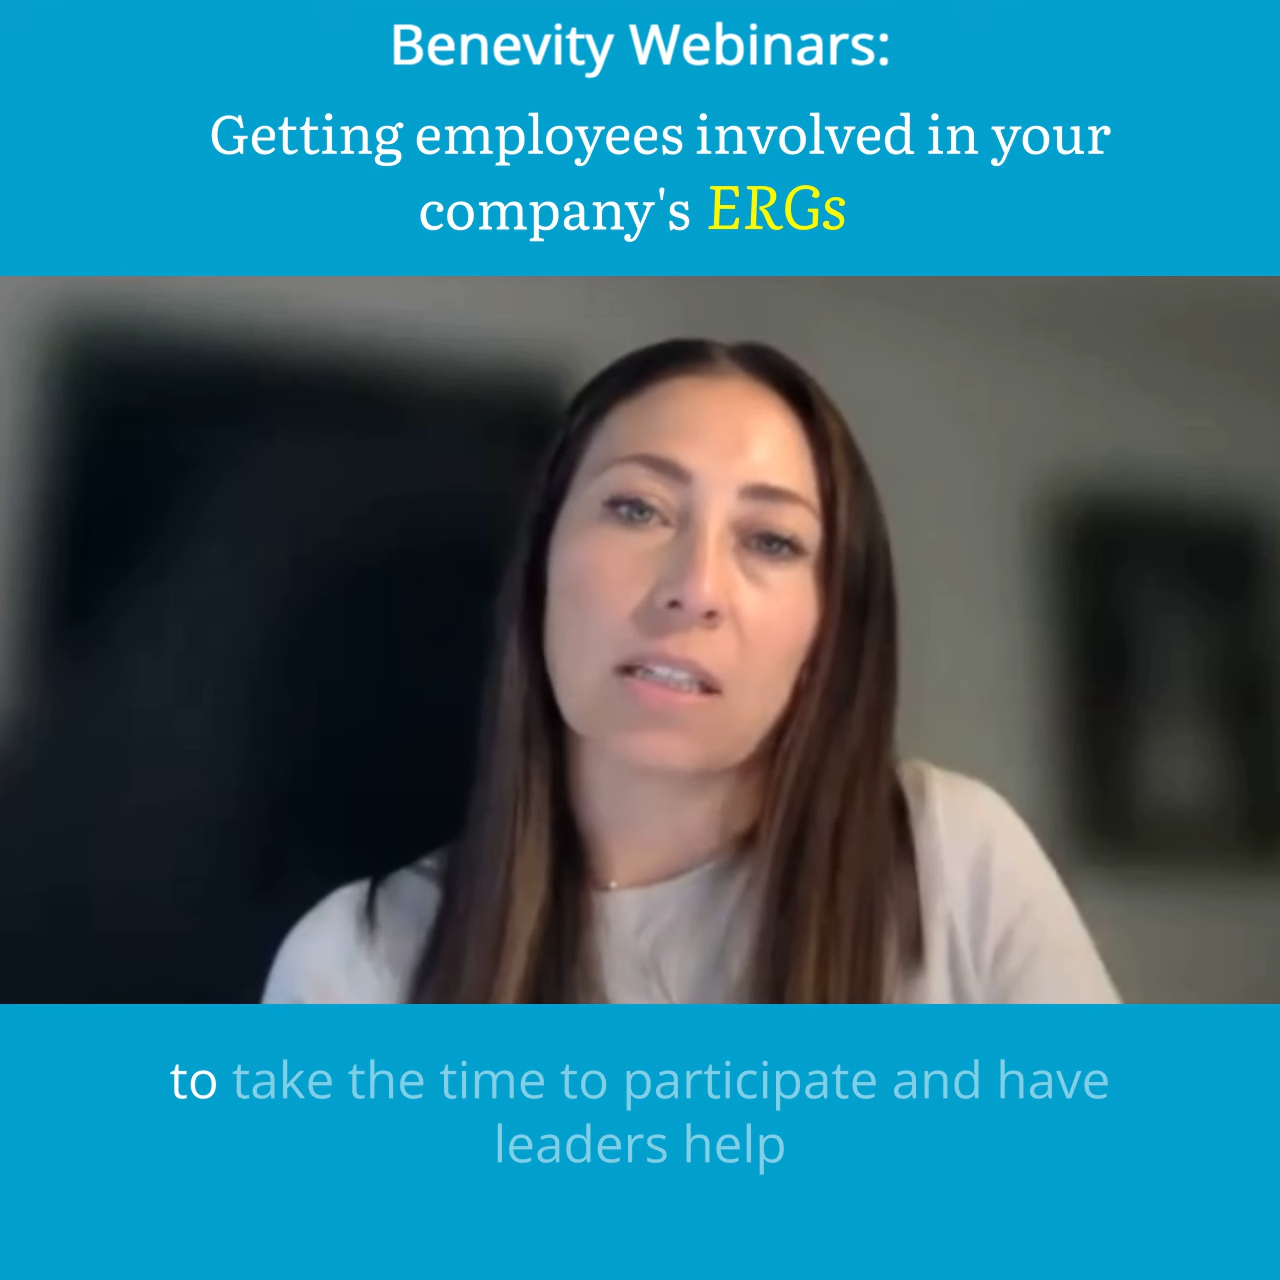 Benevity Webinars:
Getting employees involved in your
company's ERGs
to take the time to participate and have
leaders help